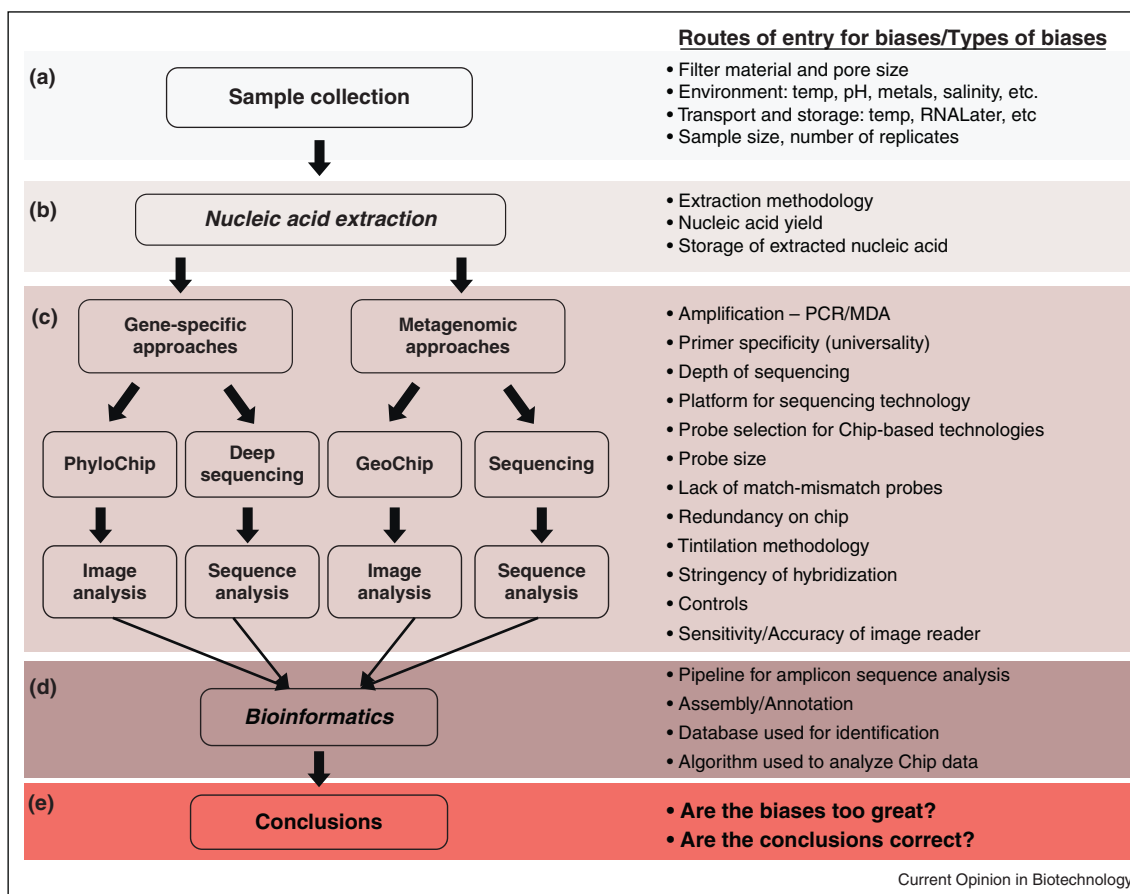 Routes of entry for biases/Types of biases
(a)
Sample collection
• Filter material and pore size
• Environment: temp, pH, metals, salinity, etc.
• Transport and storage: temp, RNALater, etc
• Sample size, number of replicates
(b)
Nucleic acid extraction
• Extraction methodology
• Nucleic acid yield
• Storage of extracted nucleic acid
(c)
Gene-specific
approaches
Metagenomic
approaches
PhyloChip
Deep
sequencing
GeoChip
Sequencing
Image
analysis
Sequence
analysis
Image
analysis
Sequence
analysis
• Amplification – PCR/MDA
• Primer specificity (universality)
• Depth of sequencing
• Platform for sequencing technology
• Probe selection for Chip-based technologies
• Probe size
• Lack of match-mismatch probes
• Redundancy on chip
• Tintilation methodology
• Stringency of hybridization
• Controls
• Sensitivity/Accuracy of image reader
(d)
Bioinformatics
• Pipeline for amplicon sequence analysis
• Assembly/Annotation
• Database used for identification
• Algorithm used to analyze Chip data
(e)
Conclusions
• Are the biases too great?
• Are the conclusions correct?
Current Opinion in Biotechnology